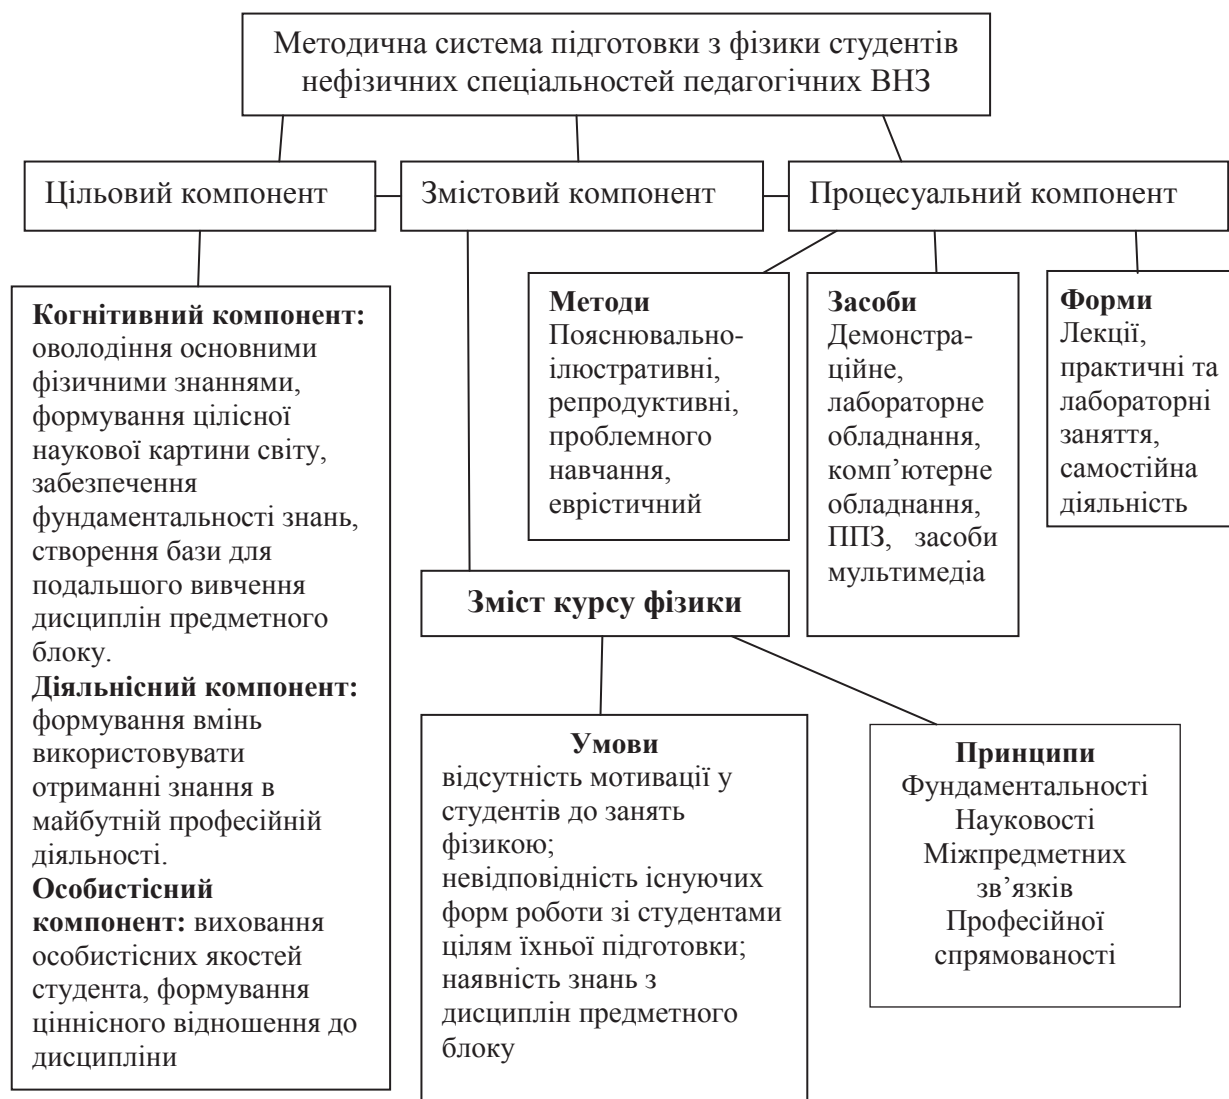 Методична система підготовки з фізики студентів
нефізичних спеціальностей педагогічних ВНЗ
Цільовий компонент
Змістовий компонент
Процесуальний компонент
Когнітивний компонент:
оволодіння основними
фізичними знаннями,
формування цілісної
наукової картини світу,
забезпечення
фундаментальності знань,
створення бази для
подальшого вивчення
дисциплін предметного
блоку.
Діяльнісний компонент:
формування вмінь
використовувати
отриманні знання в
майбутній професійній
діяльності.
Особистісний
компонент: виховання
особистісних якостей
студента, формування
ціннісного відношення до
дисципліни
Методи
Пояснювально-
ілюстративні,
репродуктивні,
проблемного
навчання,
еврістичний
Засоби
Демонстра-
ційне,
лабораторне
обладнання,
комп’ютерне
обладнання,
ППЗ, засоби
мультимедіа
Форми
Лекції,
практичні та
лабораторні
заняття,
самостійна
діяльність
Зміст курсу фізики
Умови
відсутність мотивації у
студентів до занять
фізикою;
невідповідність існуючих
форм роботи зі студентами
цілям їхньої підготовки;
наявність знань з
дисциплін предметного
блоку
Принципи
Фундаментальності
Науковості
Міжпредметних
зв’язків
Професійної
спрямованості